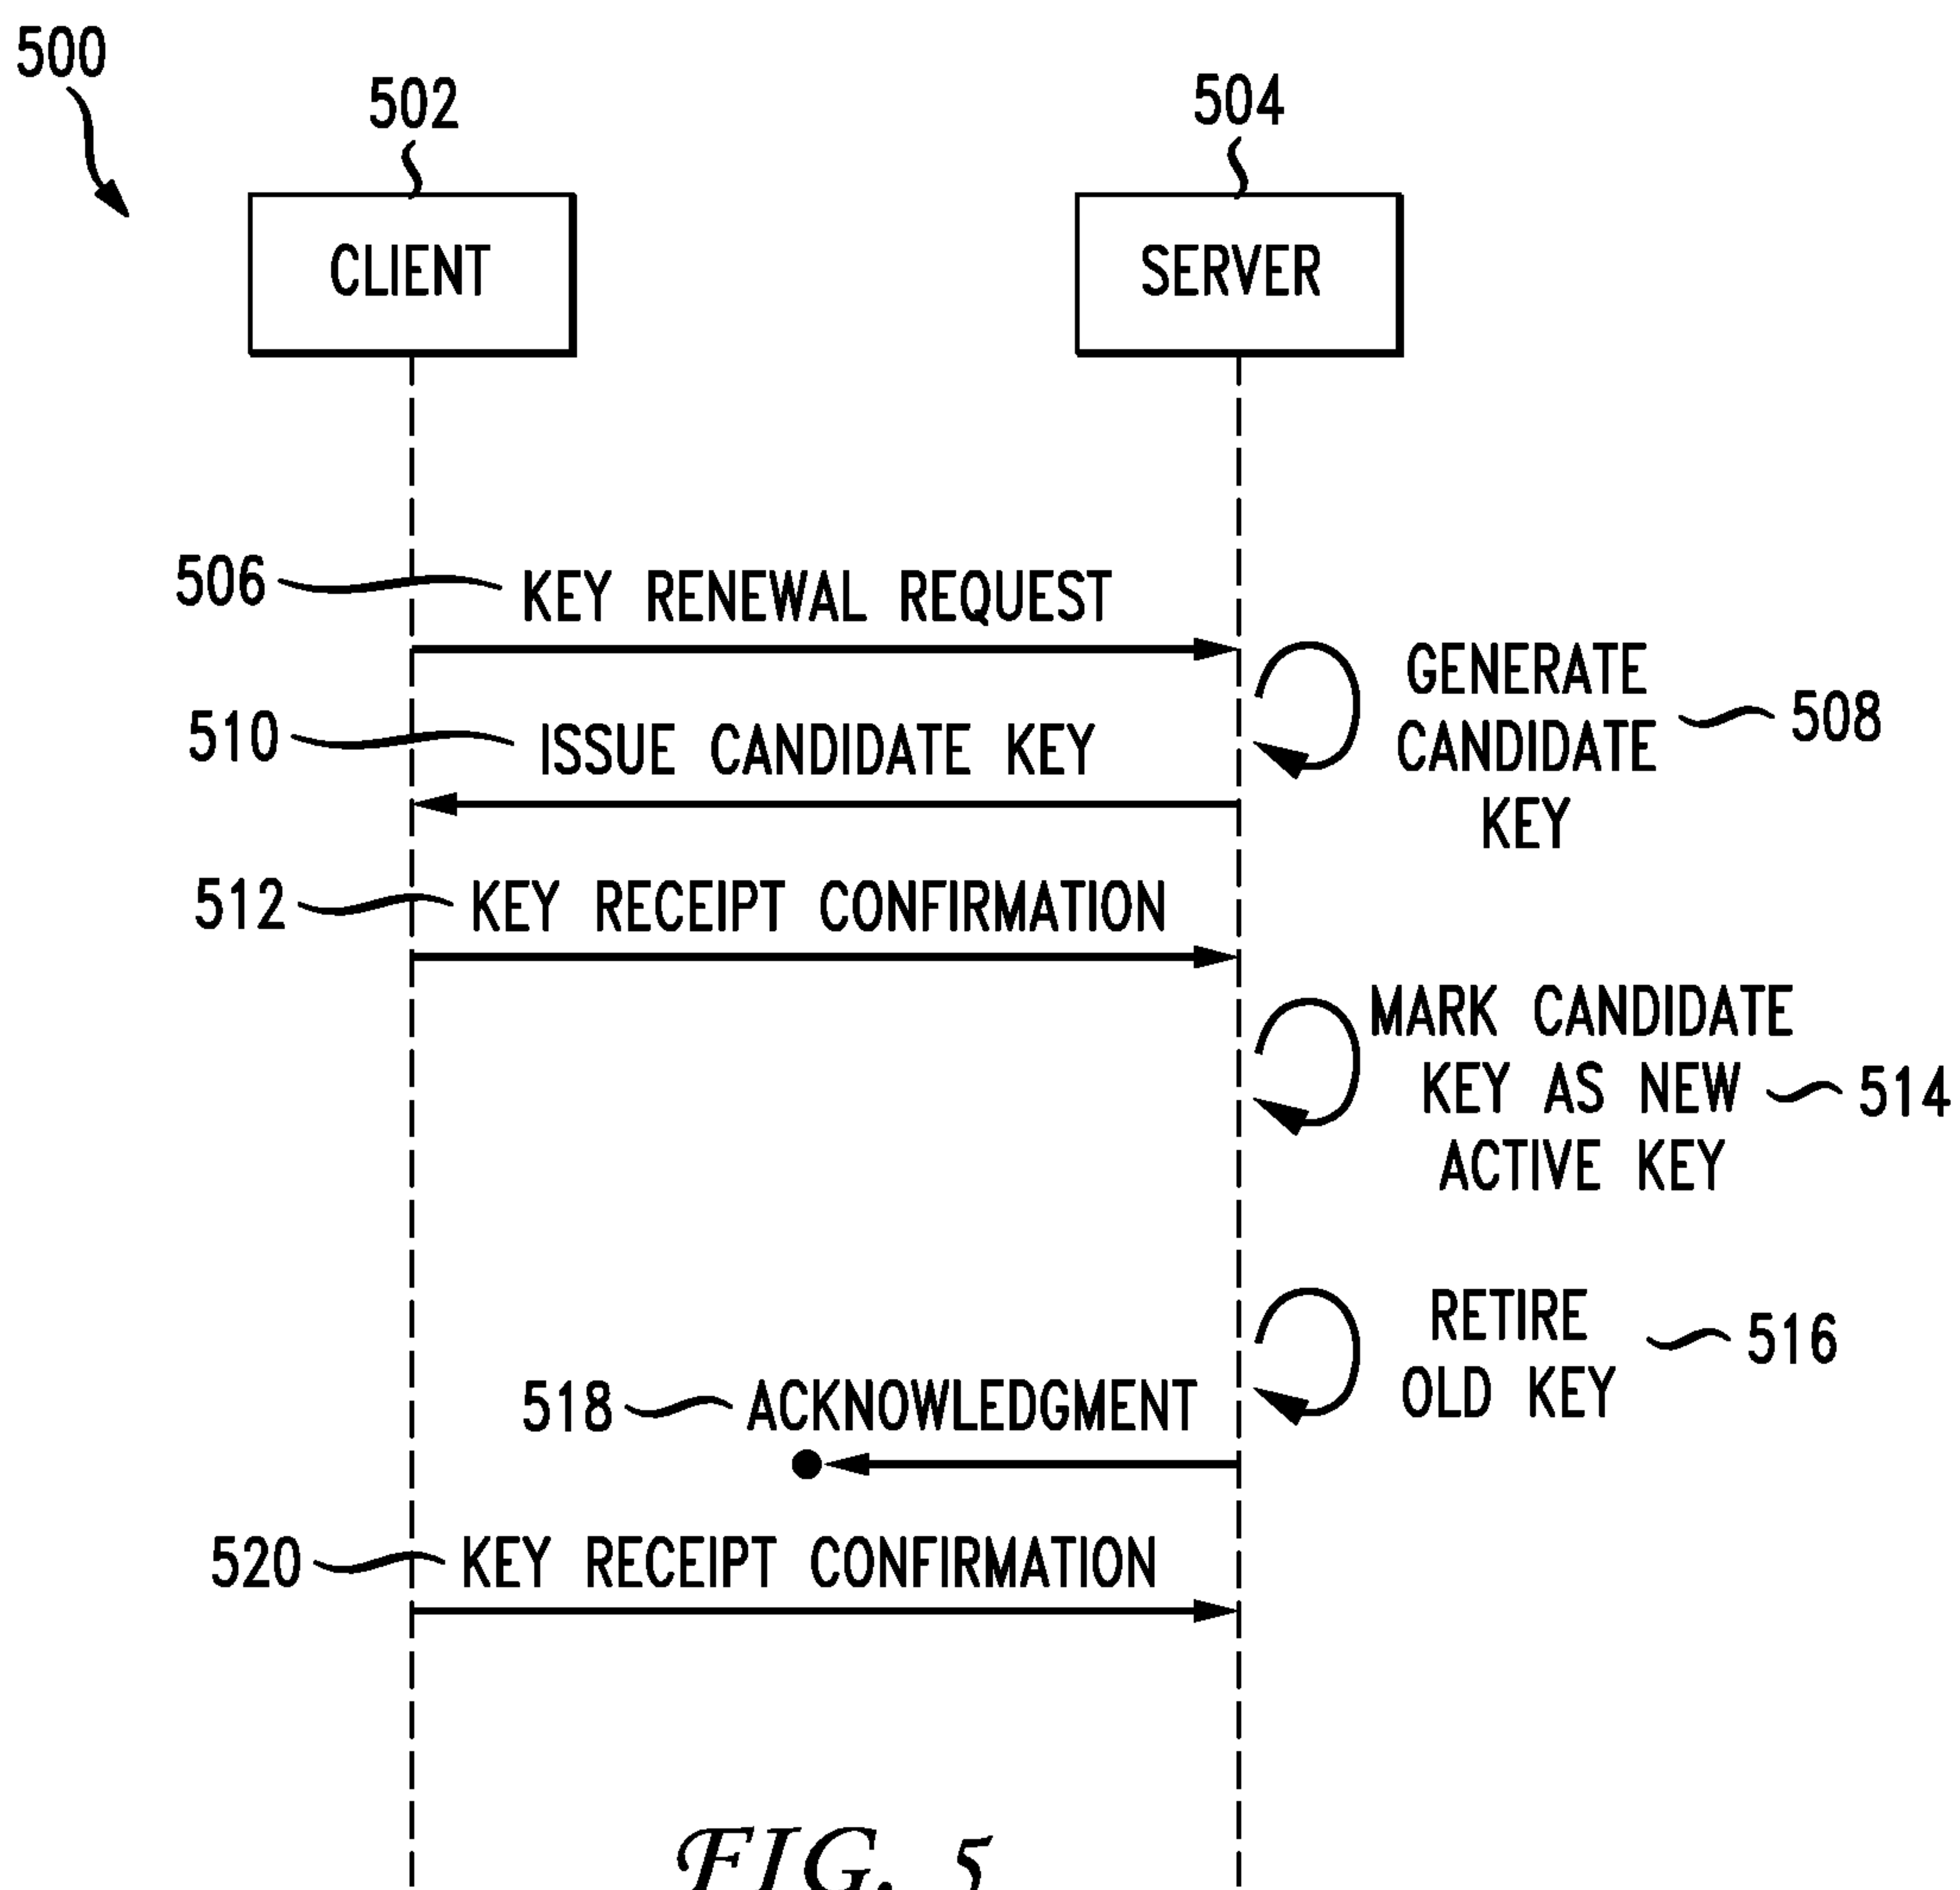 500
502
504
CLIENT
SERVER
506
KEY RENEWAL REQUEST
GENERATE
CANDIDATE
KEY
508
510
ISSUE CANDIDATE KEY
512
KEY RECEIPT CONFIRMATION
MARK CANDIDATE
KEY AS NEW
ACTIVE KEY
514
RETIRE
OLD KEY
516
518
ACKNOWLEDGMENT
520
KEY RECEIPT CONFIRMATION
FIG. 5